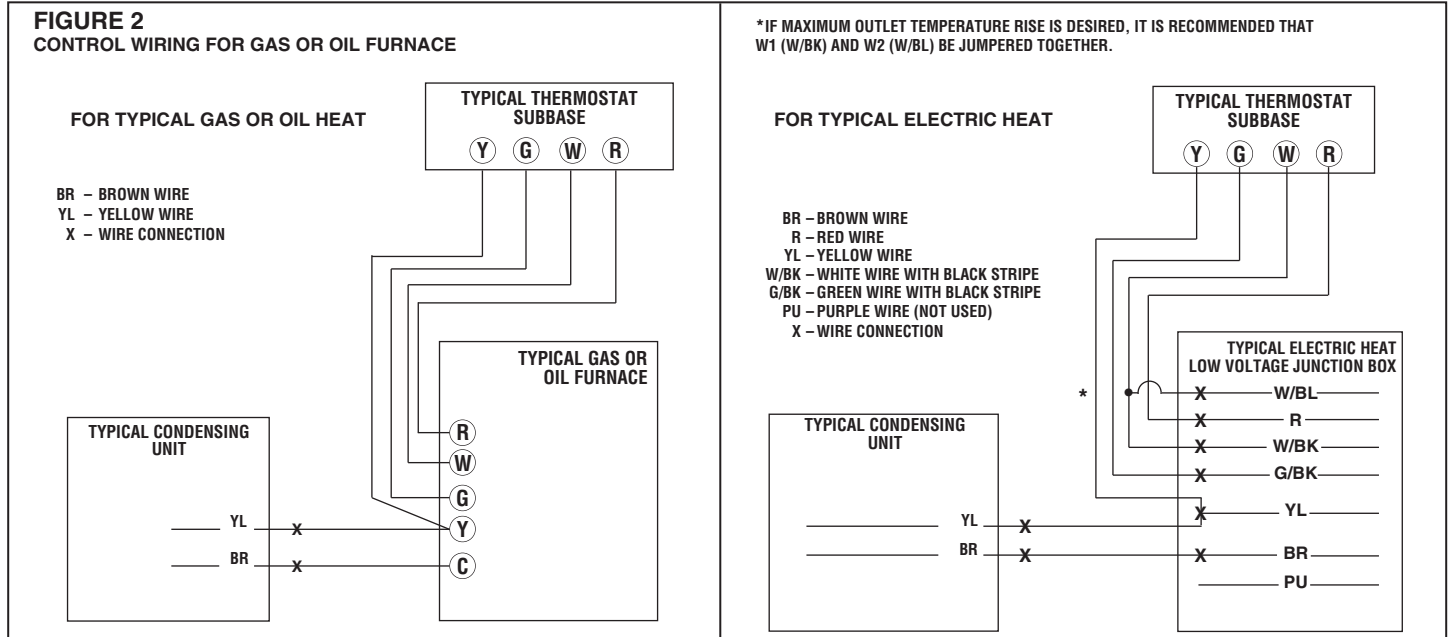 FIGURE 2
CONTROL WIRING FOR GAS OR OIL FURNACE
FOR TYPICAL GAS OR OIL HEAT
TYPICAL THERMOSTAT
SUBBASE
Y G W R
BR – BROWN WIRE
YL – YELLOW WIRE
X – WIRE CONNECTION
TYPICAL GAS OR
OIL FURNACE
R
W
G
Y
C
TYPICAL CONDENSING
UNIT
YL X
BR X
*IF MAXIMUM OUTLET TEMPERATURE RISE IS DESIRED, IT IS RECOMMENDED THAT
W1 (W/BK) AND W2 (W/BL) BE JUMPERED TOGETHER.
FOR TYPICAL ELECTRIC HEAT
TYPICAL THERMOSTAT
SUBBASE
Y G W R
BR – BROWN WIRE
R – RED WIRE
YL – YELLOW WIRE
W/BK – WHITE WIRE WITH BLACK STRIPE
G/BK – GREEN WIRE WITH BLACK STRIPE
PU – PURPLE WIRE (NOT USED)
X – WIRE CONNECTION
TYPICAL ELECTRIC HEAT
LOW VOLTAGE JUNCTION BOX
* X W/BL
X R
X W/BK
X G/BK
X YL
X BR
PU
TYPICAL CONDENSING
UNIT
YL X
BR X